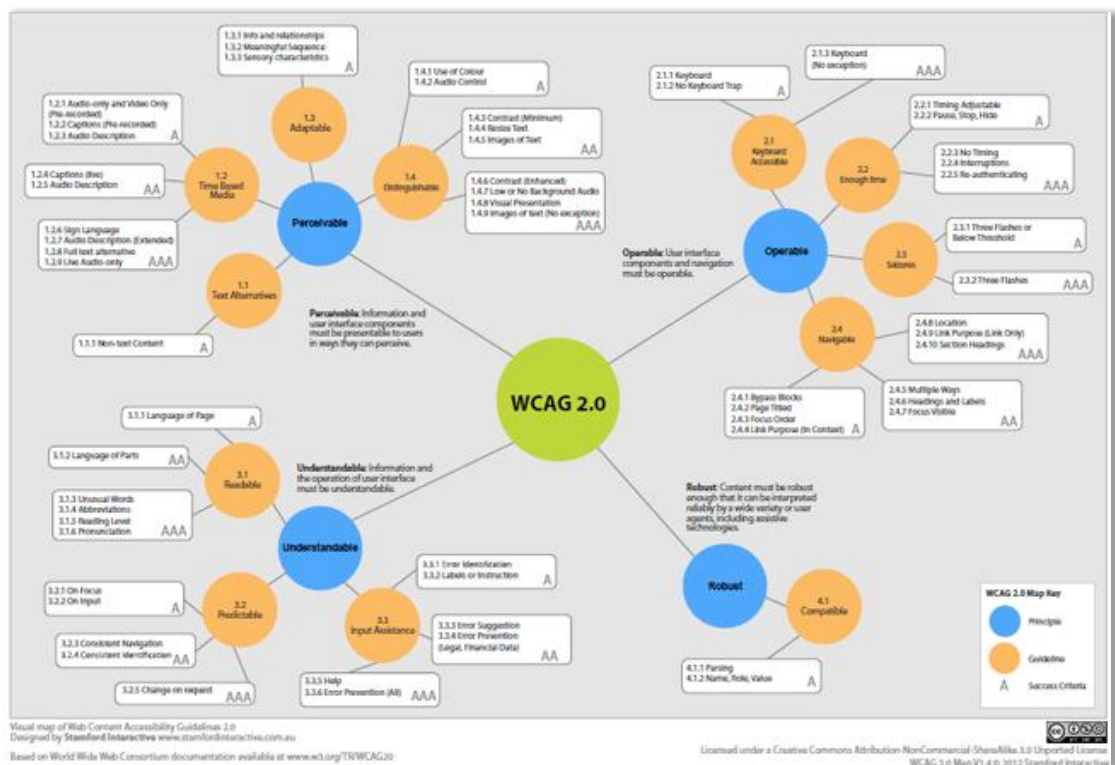 1.3.1 Info and relationships
1.3.2 Meaningful Sequence
1.3.3 Sensory characteristics
A
1.3
Adaptable
1.4.1 Use of Colour
1.4.2 Audio Control
A
1.4.3 Contrast (Minimum)
1.4.4 Resize Text
1.4.5 Images of Text
AA
1.4
Distinguishable
1.4.6 Contrast (Enhanced)
1.4.7 Low or No Background Audio
1.4.8 Visual Presentation
1.4.9 Images of text (No exception)
AAA
1.2.1 Audio-only and Video Only
(Pre-recorded)
1.2.2 Captions (Pre-recorded)
1.2.3 Audio Description
A
1.2
Time Based
Media
1.2.4 Captions (live)
1.2.5 Audio Description
AA
1.2.6 Sign Language
1.2.7 Audio Description (Extended)
1.2.8 Full text alternative
1.2.9 Live Audio-only
AAA
Perceivable
1.1
Text Alternatives
1.1.1 Non-text Content
A
Perceivable: Information and
user interface components
must be presentable to users
in ways they can perceive.
2.1.1 Keyboard
2.1.2 No Keyboard Trap
A
2.1.3 Keyboard
(No exception)
AAA
2.1
Keyboard
Accessible
2.2.1 Timing Adjustable
2.2.2 Pause, Stop, Hide
A
2.2
Enough time
2.2.3 No Timing
2.2.4 Interruptions
2.2.5 Re-authenticating
AAA
Operable: User interface
components and navigation
must be operable.
Operable
2.3.1 Three Flashes or
Below Threshold
A
2.3
Seizures
2.3.2 Three Flashes
AAA
2.4
Navigable
2.4.8 Location
2.4.9 Link Purpose (Link Only)
2.4.10 Section Headings
AAA
2.4.5 Multiple Ways
2.4.6 Headings and Labels
2.4.7 Focus Visible
AA
2.4.1 Bypass Blocks
2.4.2 Page Titled
2.4.3 Focus Order
2.4.4 Link Purpose (In Context)
A
WCAG 2.0
3.1.1 Language of Page
A
3.1.2 Language of Parts
AA
3.1
Readable
3.1.3 Unusual Words
3.1.4 Abbreviations
3.1.5 Reading Level
3.1.6 Pronunciation
AAA
Understandable: Information and
the operation of user interface
must be understandable.
Understandable
3.2.1 On Focus
3.2.2 On Input
A
3.2
Predictable
3.2.3 Consistent Navigation
3.2.4 Consistent Identification
AA
3.2.5 Change on request
AAA
3.3.1 Error Identification
3.3.2 Labels or Instruction
A
3.3
Input Assistance
3.3.3 Error Suggestion
3.3.4 Error Prevention
(Legal, Financial Data)
AA
3.3.5 Help
3.3.6 Error Prevention (All)
AAA
Robust: Content must be robust
enough that it can be interpreted
reliably by a wide variety or user
agents, including assistive
technologies.
Robust
4.1
Compatible
4.1.1 Parsing
4.1.2 Name, Role, Value
A
WCAG 2.0 Map Key
Principle
Guideline
A
Success Criteria
Visual map of Web Content Accessibility Guidelines 2.0
Designed by Stamford Interactive www.stamfordinteractive.com.au
Based on World Wide Web Consortium documentation available at www.w3.org/TR/WCAG20
Licensed under a Creative Commons Attribution-NonCommercial-ShareAlike 3.0 Unported License
WCAG 2.0 Map V1.4 © 2012 Stamford Interactive